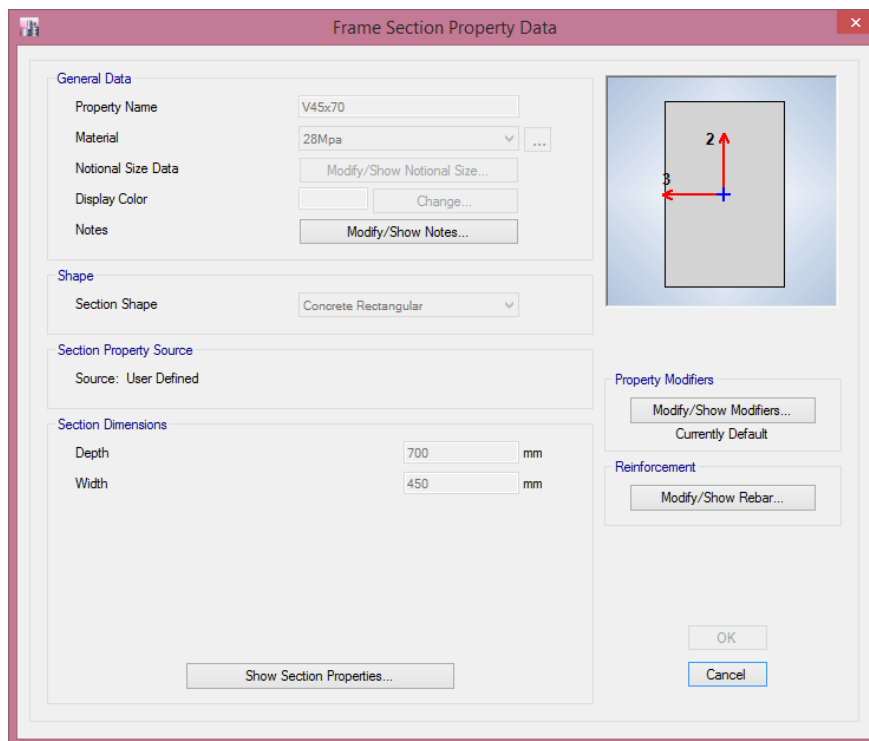 Frame Section Property Data
General Data
Property Name V45x70
Material 28Mpa ...
Notional Size Data Modify/Show Notional Size...
Display Color Change...
Notes Modify/Show Notes...
Shape
Section Shape Concrete Rectangular
Section Property Source
Source: User Defined
Section Dimensions
Depth 700 mm
Width 450 mm
Show Section Properties...
2
3
Property Modifiers
Modify/Show Modifiers...
Currently Default
Reinforcement
Modify/Show Rebar...
OK
Cancel